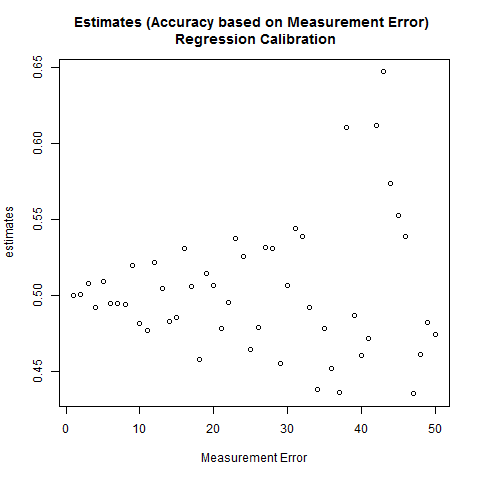 Estimates (Accuracy based on Measurement Error)
Regression Calibration
0.65
0.60
0.55
0.50
0.45
estimates
0 10 20 30 40 50
Measurement Error